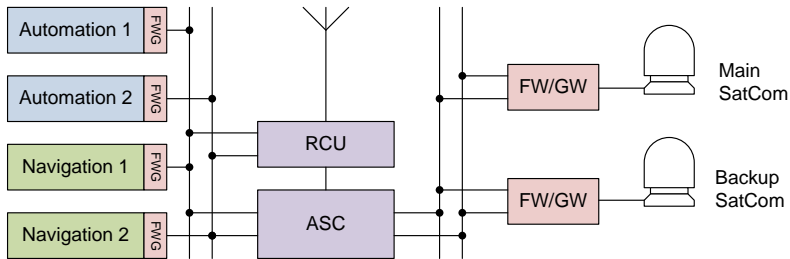 Automation 1
FWG
Automation 2
FWG
Navigation 1
FWG
Navigation 2
FWG
RCU
ASC
FW/GW
Main
SatCom
FW/GW
Backup
SatCom